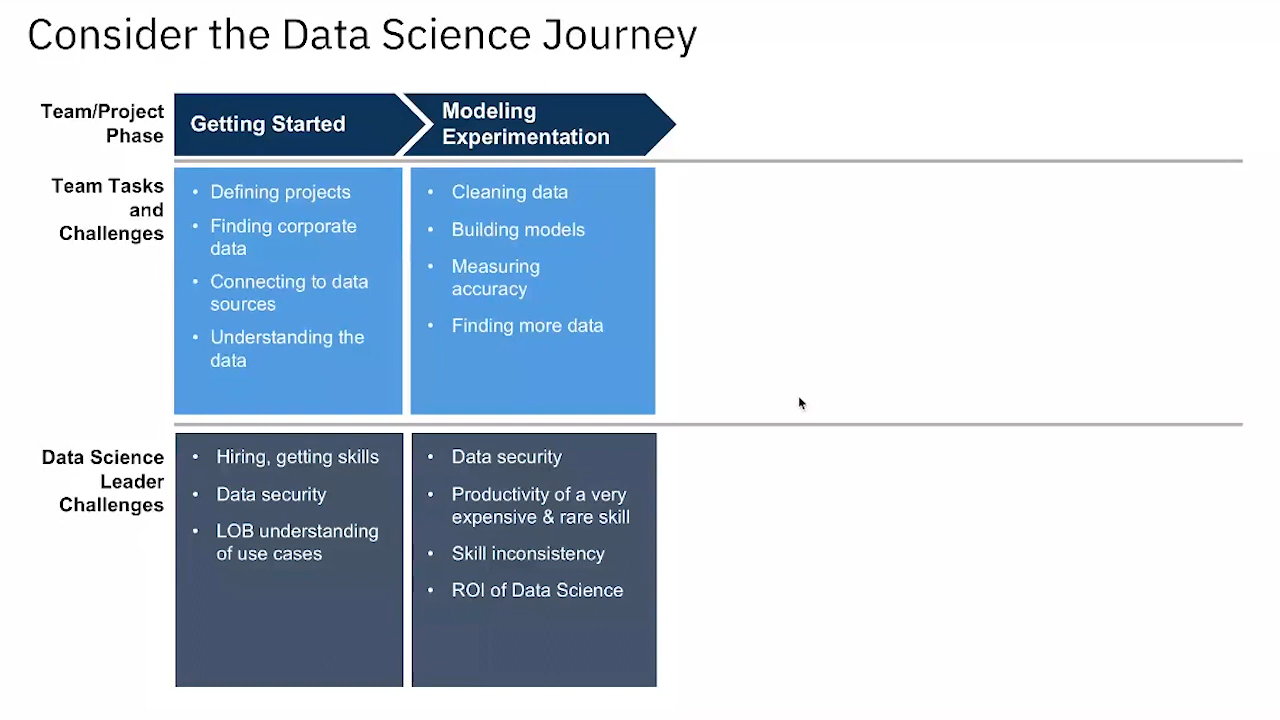 Consider the Data Science Journey
Team/Project
Phase
Getting Started
Modeling
Experimentation
Team Tasks
and
Challenges
• Defining projects
• Finding corporate
data
• Connecting to data
sources
• Understanding the
data
• Cleaning data
• Building models
• Measuring
accuracy
• Finding more data
Data Science
Leader
Challenges
• Hiring, getting skills
• Data security
• LOB understanding
of use cases
• Data security
• Productivity of a very
expensive & rare skill
• Skill inconsistency
• ROI of Data Science